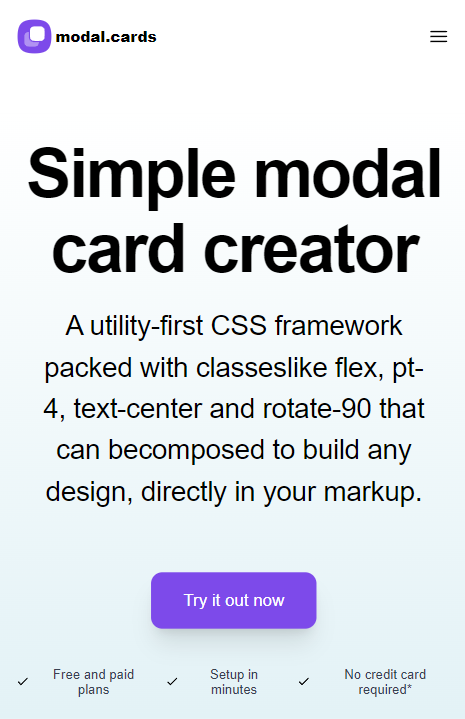 modal.cards
Simple modal
card creator
A utility-first CSS framework
packed with classeslike flex, pt-
4, text-center and rotate-90 that
can becomposed to build any
design, directly in your markup.
Try it out now
Free and paid
plans
Setup in
minutes
No credit card
required*